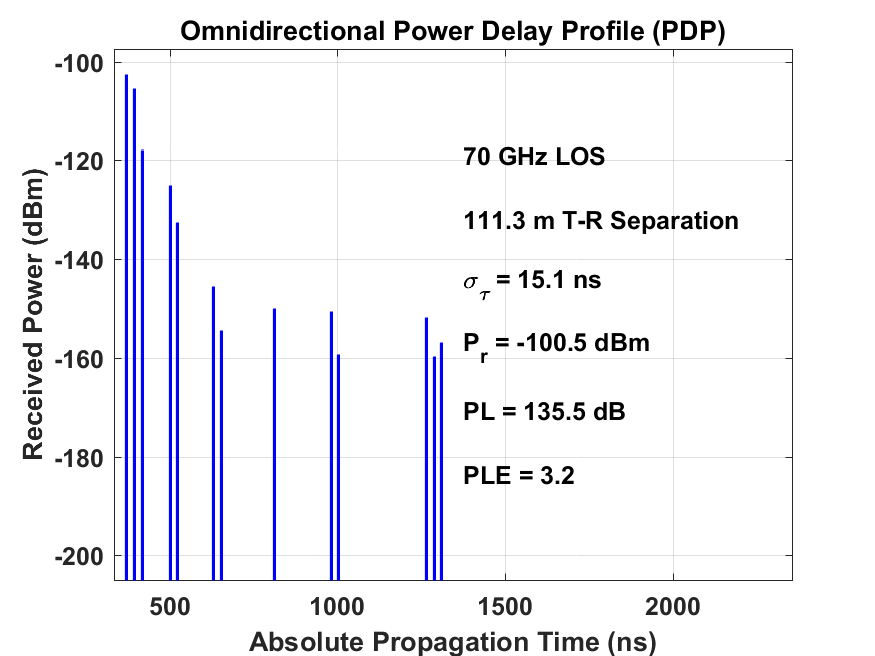 Omnidirectional Power Delay Profile (PDP)
-100
-120
-140
-160
-180
-200
Received Power (dBm)
70 GHz LOS
111.3 m T-R Separation
σ_τ = 15.1 ns
P_r = -100.5 dBm
PL = 135.5 dB
PLE = 3.2
500 1000 1500 2000
Absolute Propagation Time (ns)